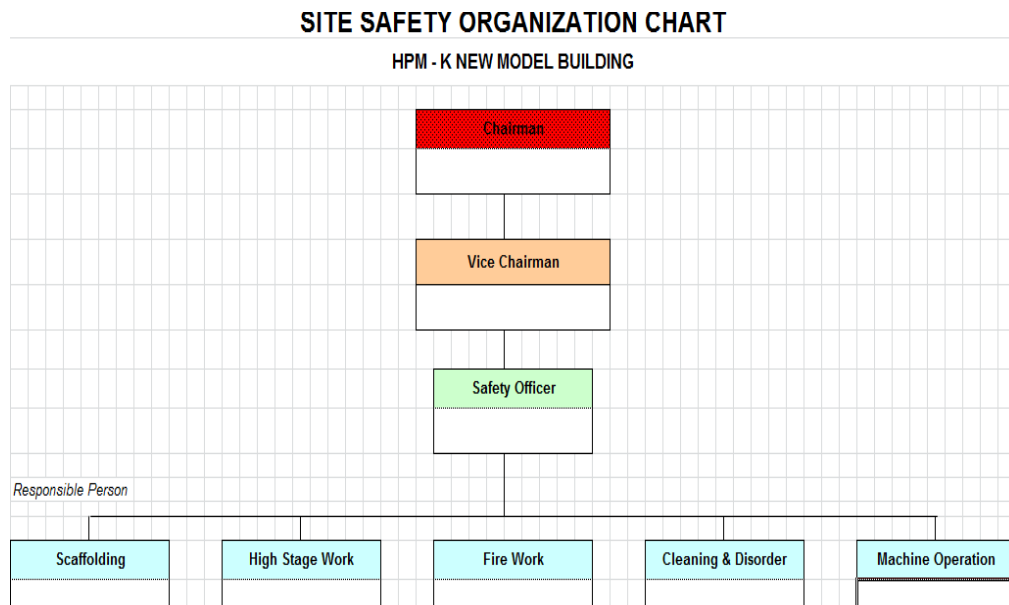 SITE SAFETY ORGANIZATION CHART
HPM - K NEW MODEL BUILDING
Chairman
Vice Chairman
Safety Officer
Responsible Person
Scaffolding
High Stage Work
Fire Work
Cleaning & Disorder
Machine Operation